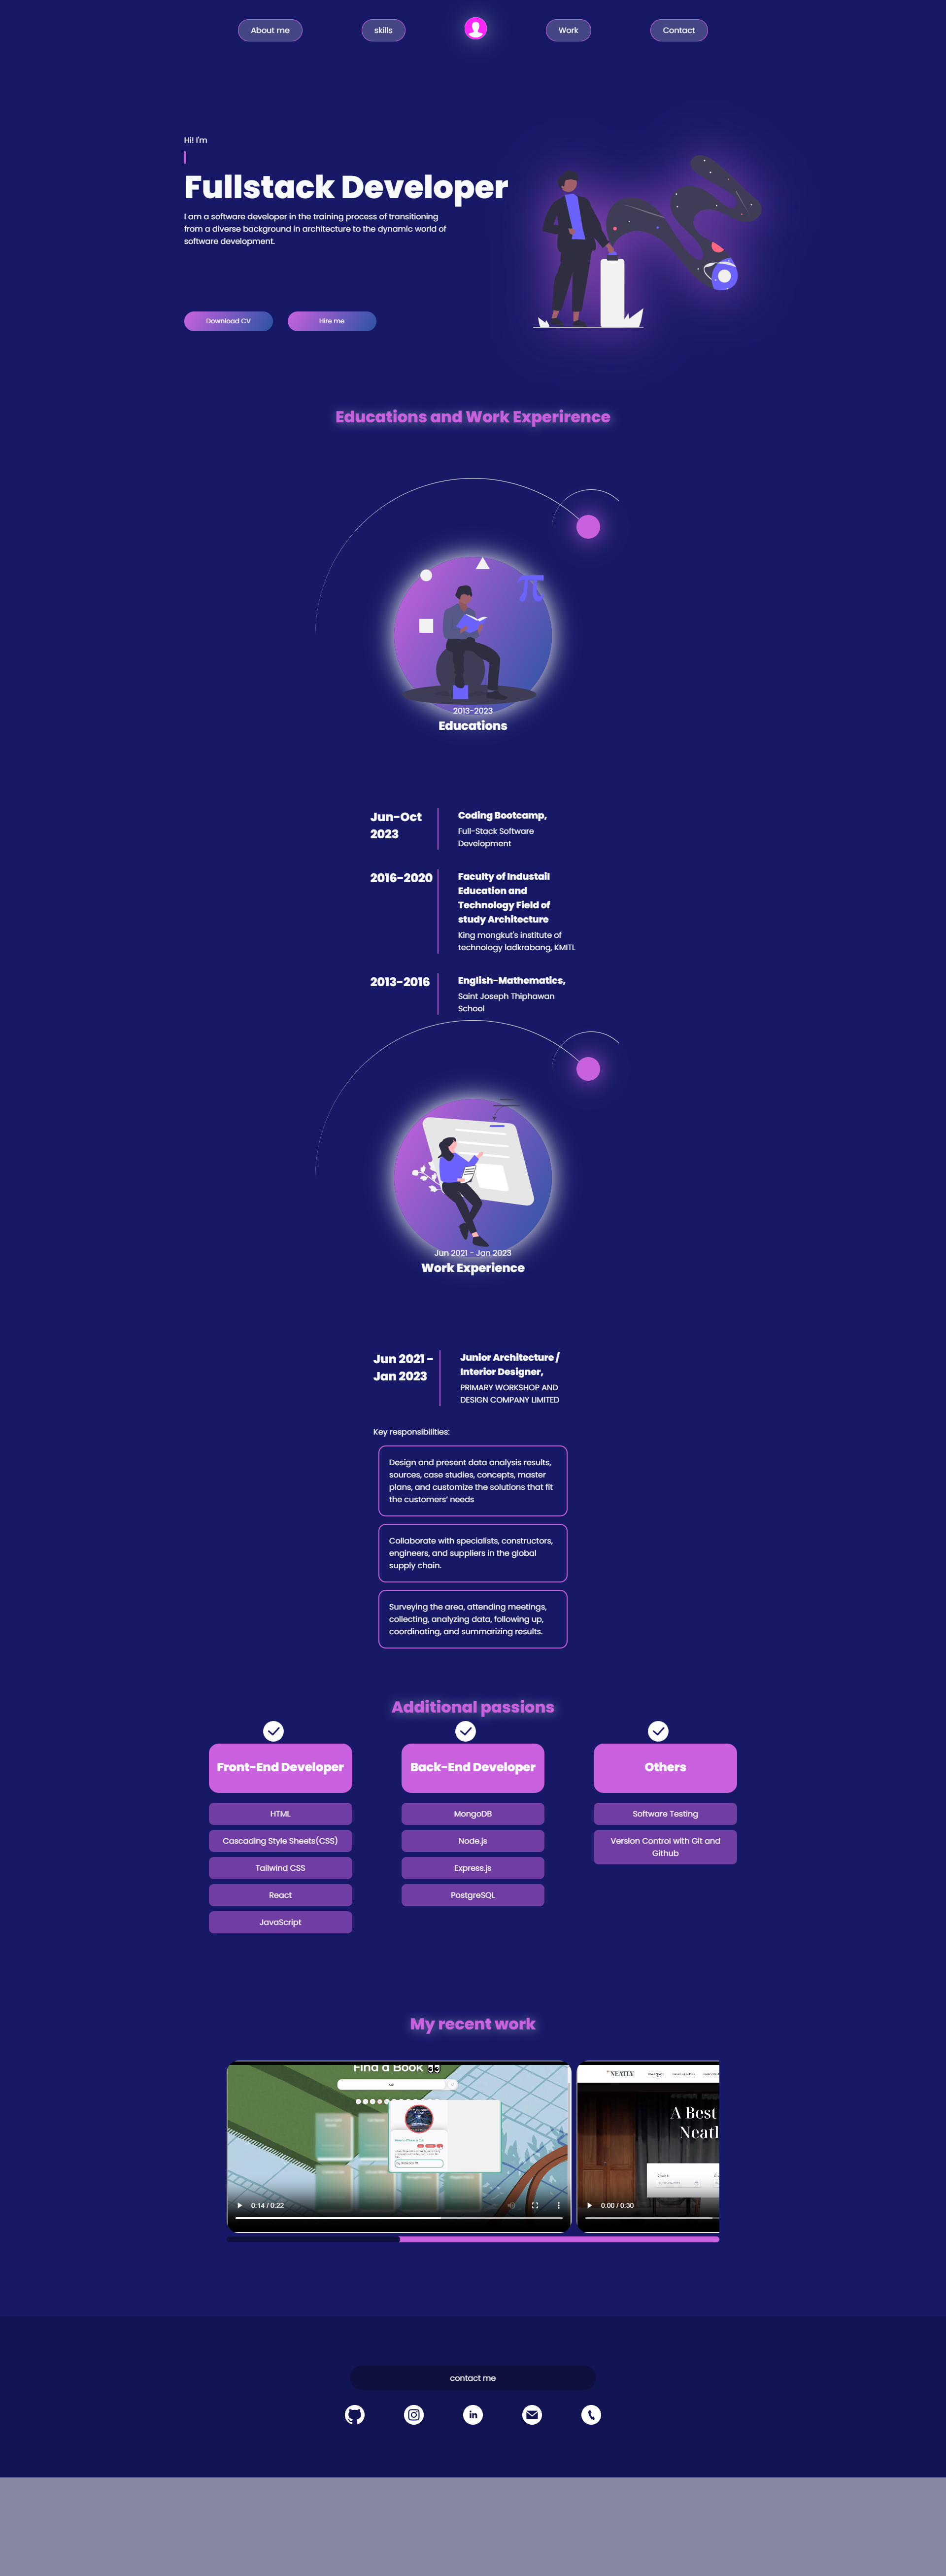 About me
skills
Work
Contact
Hi! I'm
Fullstack Developer
I am a software developer in the training process of transitioning
from a diverse background in architecture to the dynamic world of
software development.
Download CV
Hire me
Educations and Work Experirence
π
2013-2023
Educations
Jun-Oct
2023
Coding Bootcamp,
Full-Stack Software
Development
2016-2020
Faculty of Industail
Education and
Technology Field of
study Architecture
King mongkut's institute of
technology ladkrabang, KMITL
2013-2016
English-Mathematics,
Saint Joseph Thiphawan
School
Jun 2021 - Jan 2023
Work Experience
Jun 2021 -
Jan 2023
Junior Architecture /
Interior Designer,
PRIMARY WORKSHOP AND
DESIGN COMPANY LIMITED
Key responsibilities:
Design and present data analysis results,
sources, case studies, concepts, master
plans, and customize the solutions that fit
the customers’ needs
Collaborate with specialists, constructors,
engineers, and suppliers in the global
supply chain.
Surveying the area, attending meetings,
collecting, analyzing data, following up,
coordinating, and summarizing results.
Additional passions
Front-End Developer
HTML
Cascading Style Sheets(CSS)
Tailwind CSS
React
JavaScript
Back-End Developer
MongoDB
Node.js
Express.js
PostgreSQL
Others
Software Testing
Version Control with Git and
Github
My recent work
Find a Book
0:14 / 0:22
NEATLY
A Best
Neatl
0:00 / 0:30
contact me
in